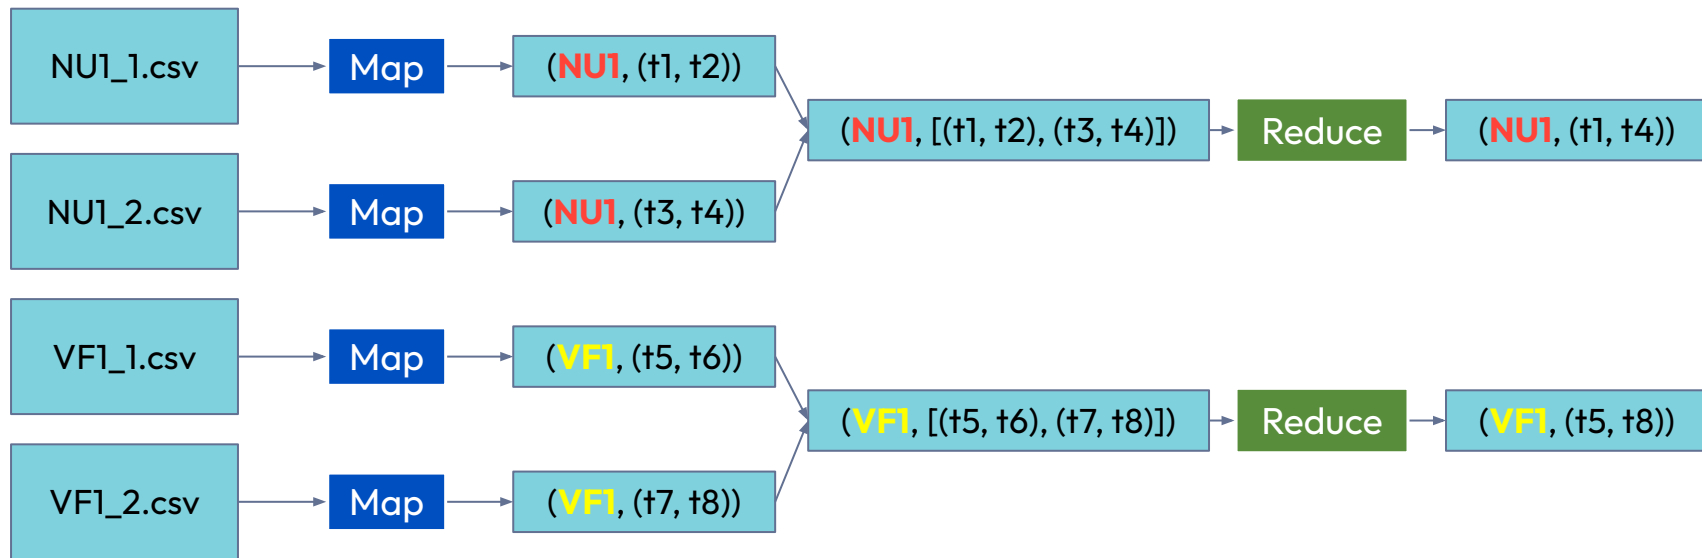 NU1_1.csv
Map
(NU1, (t1, t2))
NU1_2.csv
Map
(NU1, (t3, t4))
(NU1, [(t1, t2), (t3, t4)])
Reduce
(NU1, (t1, t4))
VF1_1.csv
Map
(VF1, (t5, t6))
VF1_2.csv
Map
(VF1, (t7, t8))
(VF1, [(t5, t6), (t7, t8)])
Reduce
(VF1, (t5, t8))